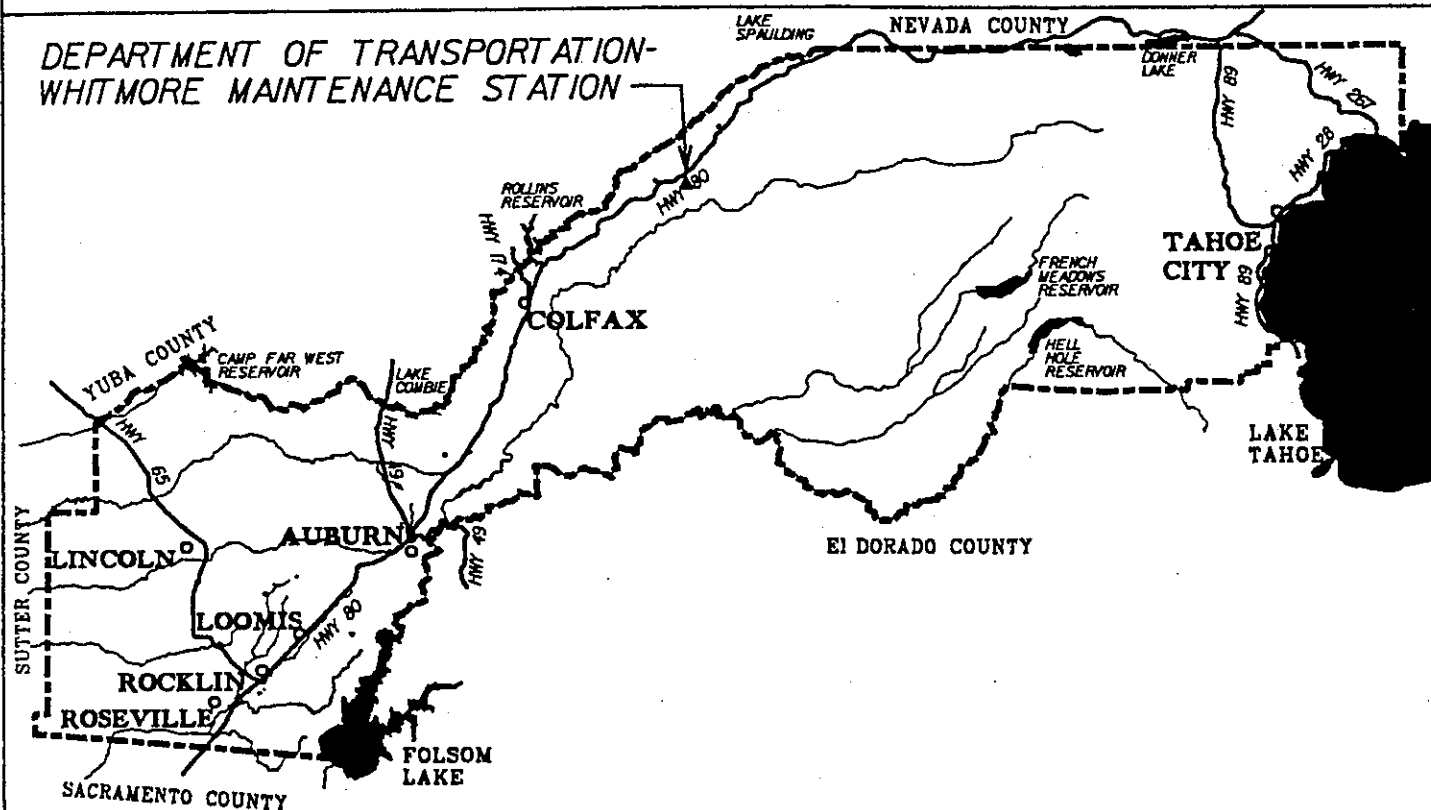 DEPARTMENT OF TRANSPORTATION-
WHITMORE MAINTENANCE STATION
LAKE
SPAULDING
NEVADA COUNTY
DONNER
LAKE
HWY 89
HWY 267
HWY 28
ROLLINS
RESERVOIR
HWY 80
HWY 174
TAHOE
CITY
HWY 89
FRENCH
MEADOWS
RESERVOIR
COLFAX
HELL
HOLE
RESERVOIR
YUBA COUNTY
CAMP FAR WEST
RESERVOIR
LAKE
COMBIE
HWY 49
HWY
65
LAKE
TAHOE
AUBURN
HWY 49
El DORADO COUNTY
LINCOLN
SUTTER COUNTY
LOOMIS
HWY 80
ROCKLIN
ROSEVILLE
FOLSOM
LAKE
SACRAMENTO COUNTY